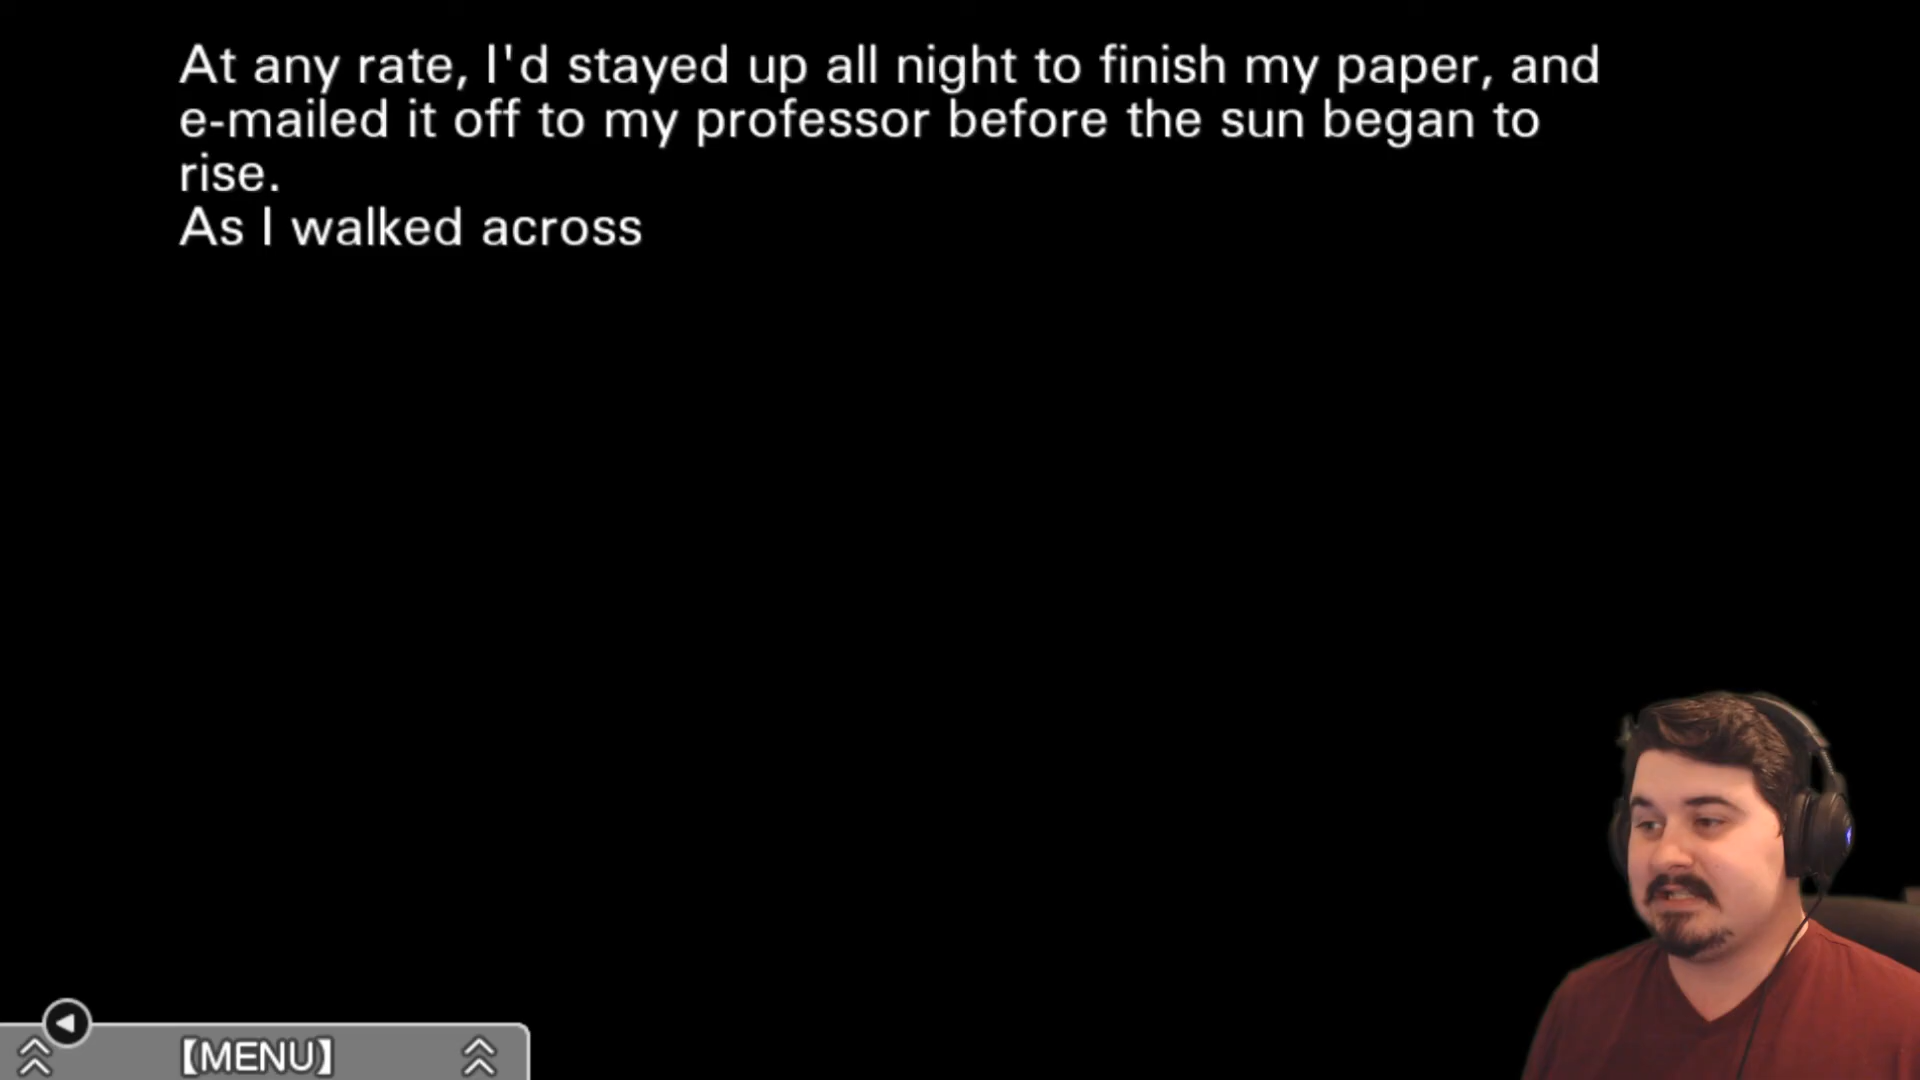 At any rate, I'd stayed up all night to finish my paper, and
e-mailed it off to my professor before the sun began to
rise.
As I walked across
【MENU】